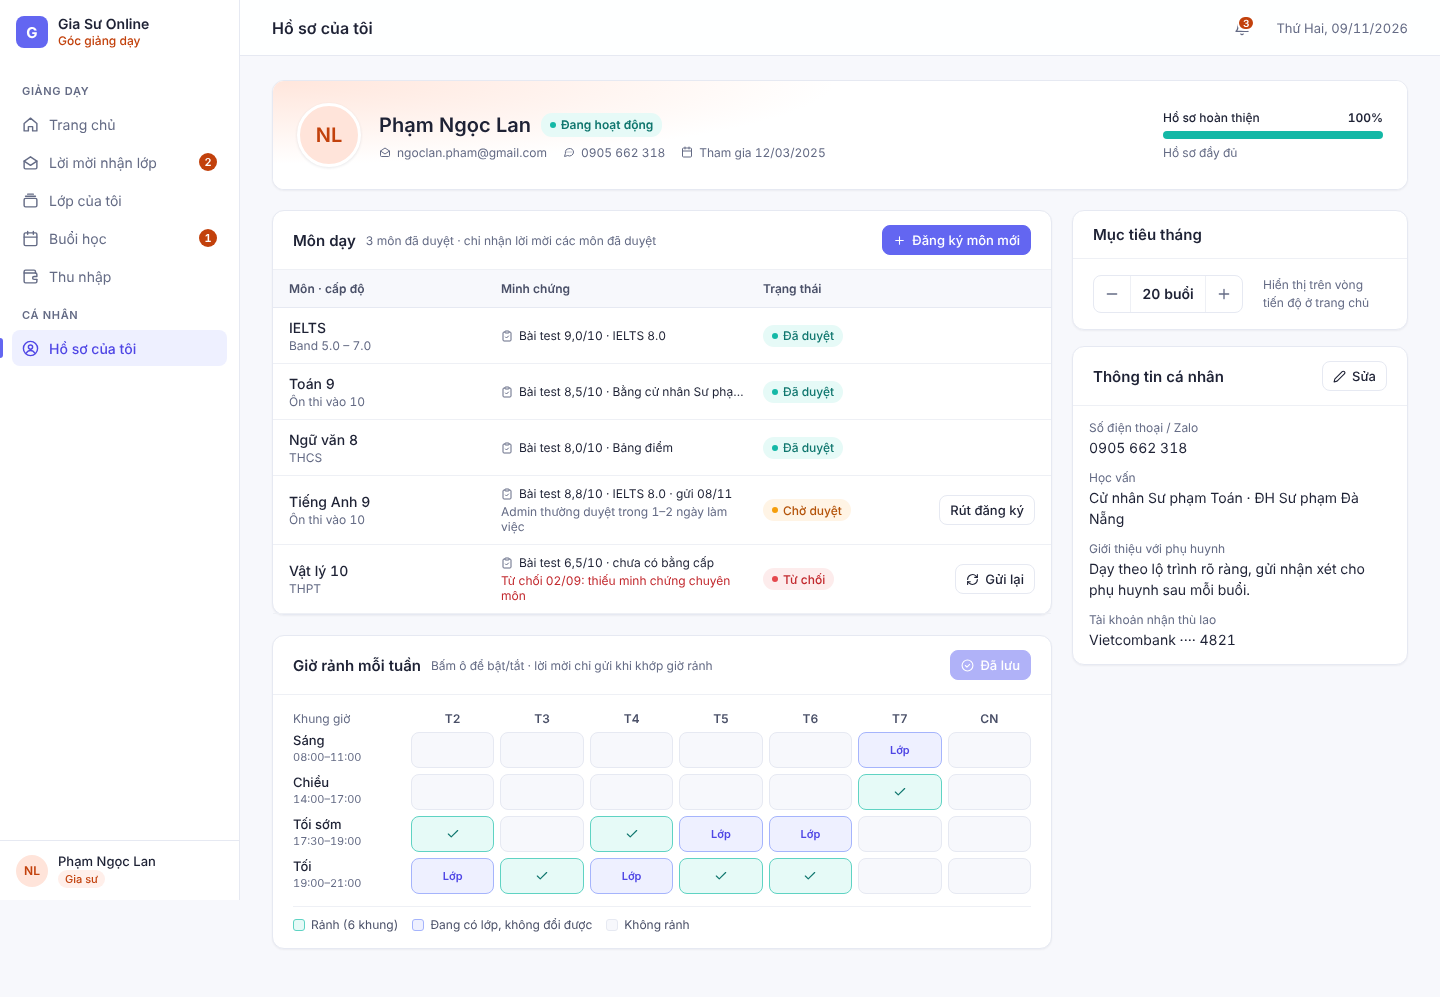 G
Gia Sư Online
Góc giảng dạy
GIẢNG DẠY
Trang chủ
Lời mời nhận lớp 2
Lớp của tôi
Buổi học 1
Thu nhập
CÁ NHÂN
Hồ sơ của tôi
NL
Phạm Ngọc Lan
Gia sư
Hồ sơ của tôi
3
Thứ Hai, 09/11/2026
NL
Phạm Ngọc Lan Đang hoạt động
ngoclan.pham@gmail.com 0905 662 318 Tham gia 12/03/2025
Hồ sơ hoàn thiện 100%
Hồ sơ đầy đủ
Môn dạy 3 môn đã duyệt · chỉ nhận lời mời các môn đã duyệt Đăng ký môn mới
Môn · cấp độ Minh chứng Trạng thái
IELTS
Band 5.0 – 7.0
Bài test 9,0/10 · IELTS 8.0
Đã duyệt
Toán 9
Ôn thi vào 10
Bài test 8,5/10 · Bằng cử nhân Sư phạ...
Đã duyệt
Ngữ văn 8
THCS
Bài test 8,0/10 · Bảng điểm
Đã duyệt
Tiếng Anh 9
Ôn thi vào 10
Bài test 8,8/10 · IELTS 8.0 · gửi 08/11
Admin thường duyệt trong 1–2 ngày làm
việc
Chờ duyệt
Rút đăng ký
Vật lý 10
THPT
Bài test 6,5/10 · chưa có bằng cấp
Từ chối 02/09: thiếu minh chứng chuyên
môn
Từ chối
Gửi lại
Giờ rảnh mỗi tuần Bấm ô để bật/tắt · lời mời chỉ gửi khi khớp giờ rảnh Đã lưu
Khung giờ T2 T3 T4 T5 T6 T7 CN
Sáng
08:00–11:00
Lớp
Chiều
14:00–17:00
Tối sớm
17:30–19:00
Lớp Lớp
Tối
19:00–21:00
Lớp Lớp
Rảnh (6 khung) Đang có lớp, không đổi được Không rảnh
Mục tiêu tháng
20 buổi
Hiển thị trên vòng
tiến độ ở trang chủ
Thông tin cá nhân Sửa
Số điện thoại / Zalo
0905 662 318
Học vấn
Cử nhân Sư phạm Toán · ĐH Sư phạm Đà
Nẵng
Giới thiệu với phụ huynh
Dạy theo lộ trình rõ ràng, gửi nhận xét cho
phụ huynh sau mỗi buổi.
Tài khoản nhận thù lao
Vietcombank ···· 4821